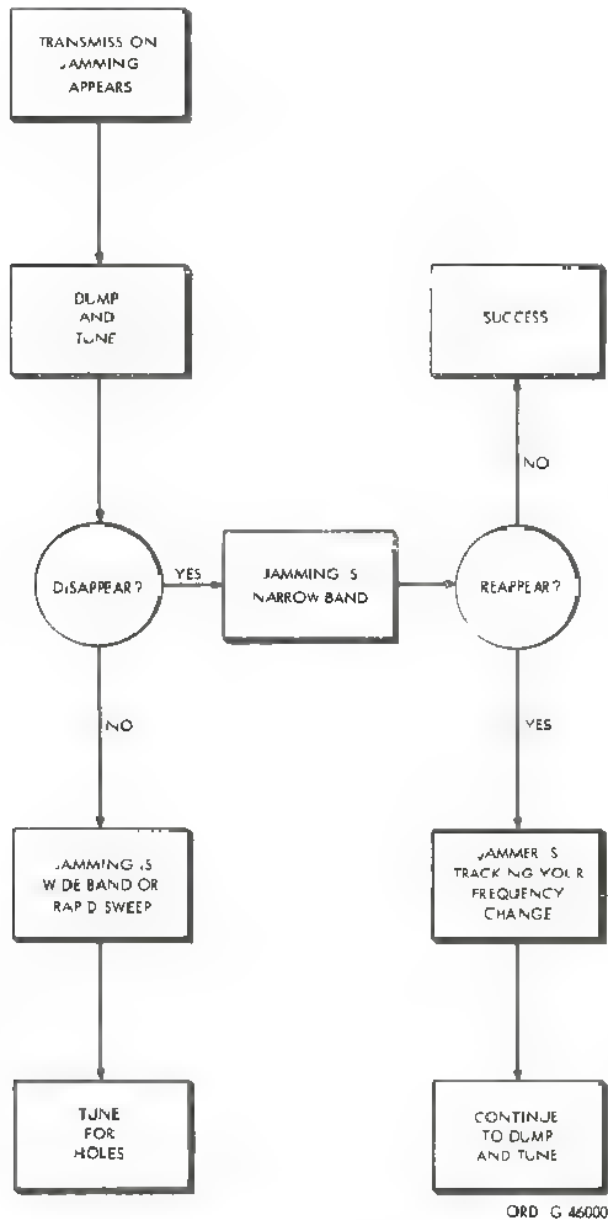 TRANSMISSION
JAMMING
APPEARS
DUMP
AND
TUNE
SUCCESS
NO
DISAPPEAR?
YES
JAMMING IS
NARROW BAND
REAPPEAR?
NO
YES
JAMMING IS
WIDE BAND OR
RAPID SWEEP
JAMMER IS
TRACKING YOUR
FREQUENCY
CHANGE
TUNE
FOR
HOLES
CONTINUE
TO DUMP
AND TUNE
ORD G 46000